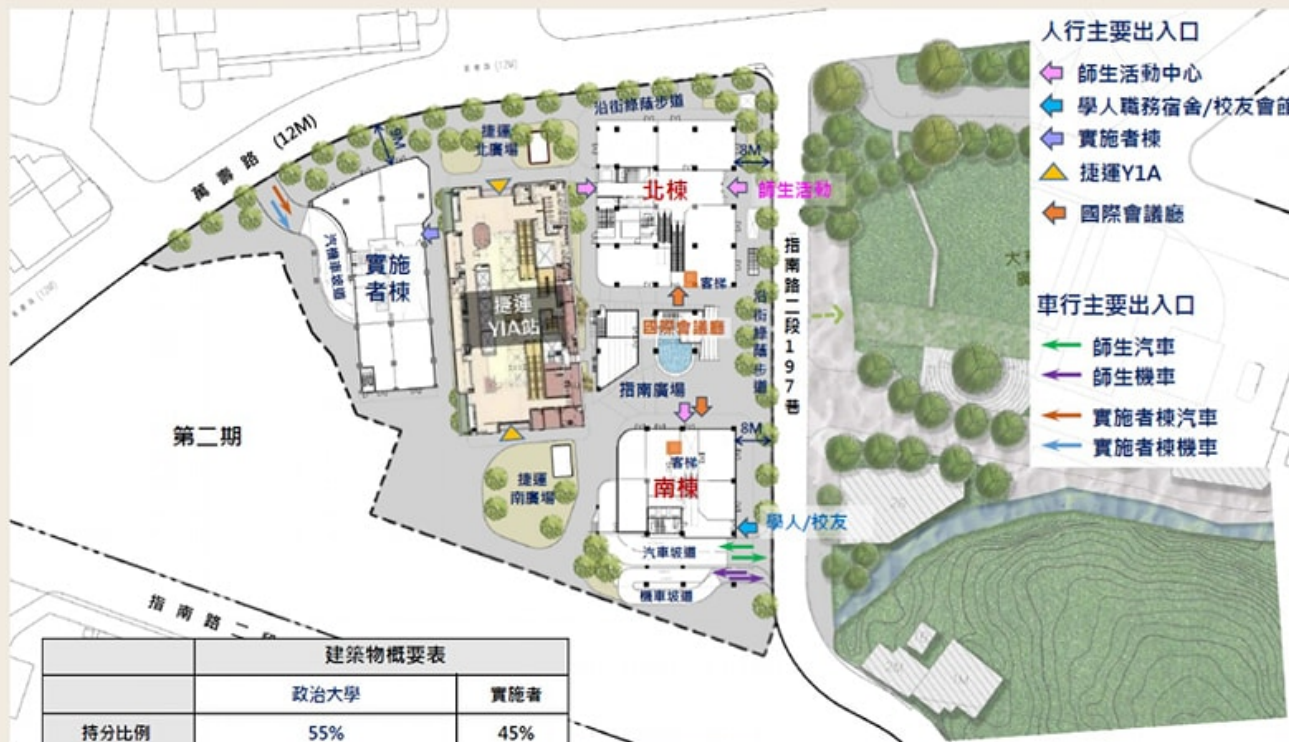 人行主要出入口
師生活動中心
學人職務宿舍/校友會館
實施者棟
捷運Y1A
國際會議廳
車行主要出入口
師生汽車
師生機車
實施者棟汽車
實施者棟機車
萬壽路 (12M)
9M
捷運
北廣場
沿街綠蔭步道
8M
北棟
師生活動
汽機車坡道
實施
者棟
捷運
Y1A站
客梯
國際會議廳
指南廣場
沿街綠蔭步道
指南路二段197巷
第二期
捷運
南廣場
8M
客梯
南棟
學人/校友
汽車坡道
機車坡道
指南路二段
建築物概要表
政治大學
實施者
持分比例
55%
45%